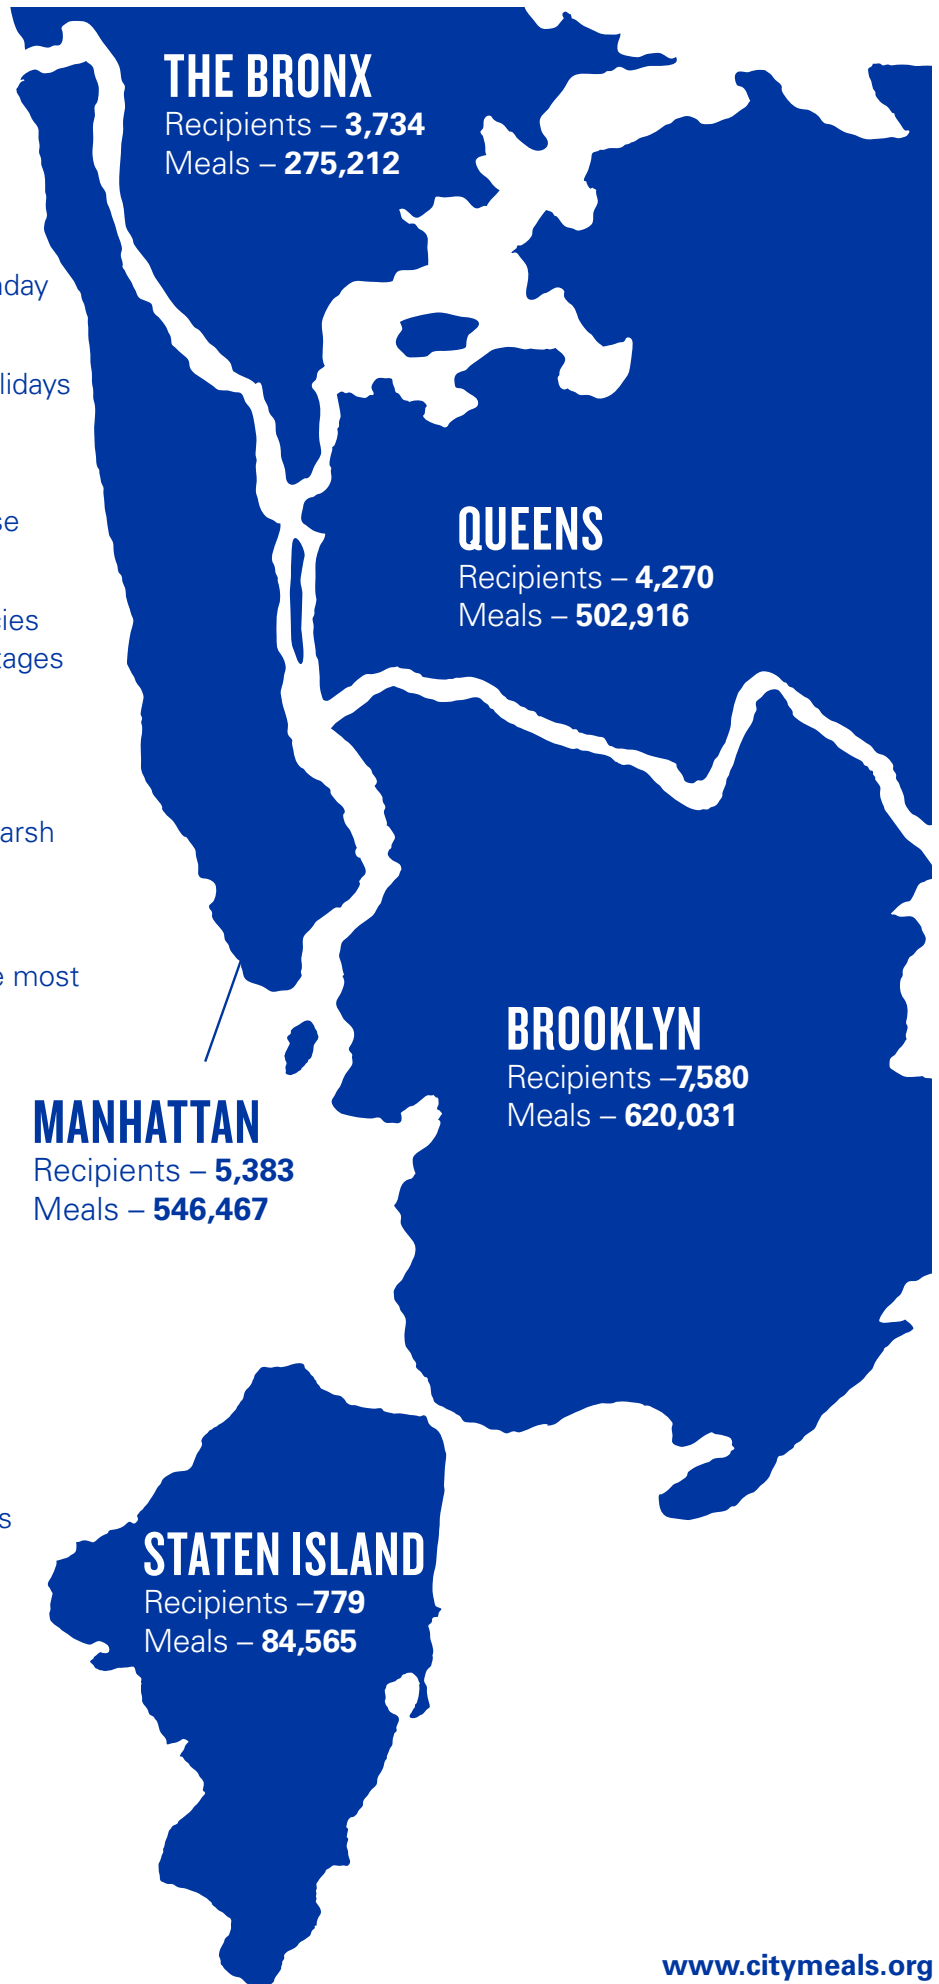 THE BRONX
Recipients – 3,734
Meals – 275,212
QUEENS
Recipients – 4,270
Meals – 502,916
most
BROOKLYN
Recipients –7,580
Meals – 620,031
MANHATTAN
Recipients – 5,383
Meals – 546,467
STATEN ISLAND
Recipients –779
Meals – 84,565
www.citymeals.org